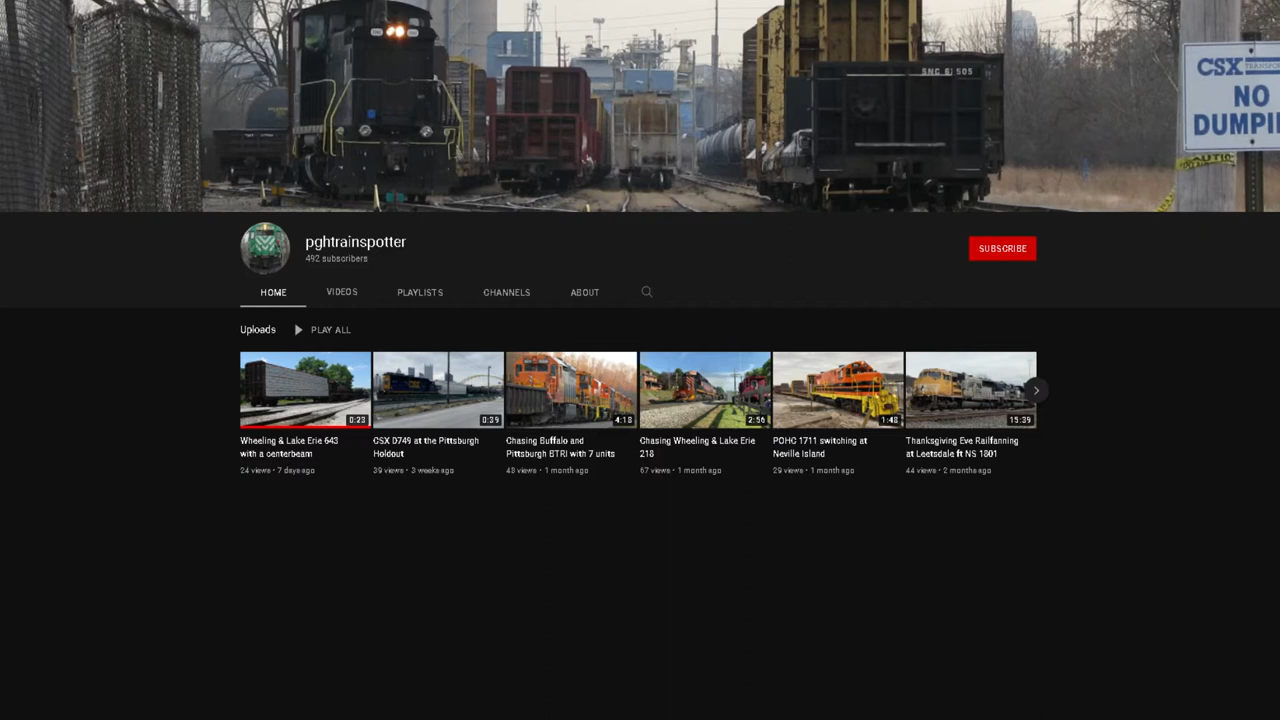 SNC 61505
CSX
NO
DUMPIN
CAUTIO
pghtrainspotter
492 subscribers
SUBSCRIBE
HOME
VIDEOS
PLAYLISTS
CHANNELS
ABOUT
Uploads
PLAY ALL
0:23
0:39
4:18
2:56
1:48
15:39
Wheeling & Lake Erie 643
with a centerbeam
24 views • 7 days ago
CSX D749 at the Pittsburgh
Holdout
39 views • 3 weeks ago
Chasing Buffalo and
Pittsburgh BTRI with 7 units
48 views • 1 month ago
Chasing Wheeling & Lake Erie
218
67 views • 1 month ago
POHC 1711 switching at
Neville Island
29 views • 1 month ago
Thanksgiving Eve Railfanning
at Leetsdale ft NS 1801
44 views • 2 months ago